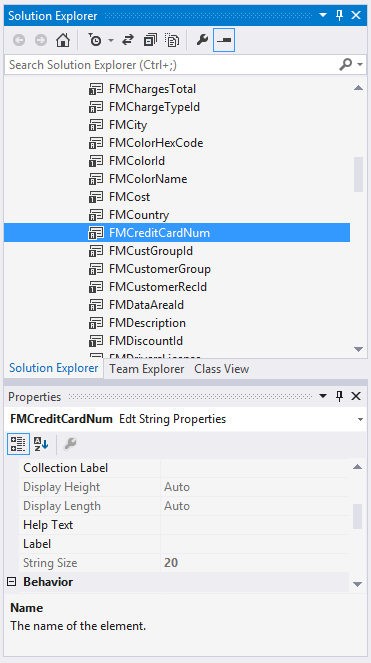 Solution Explorer
Search Solution Explorer (Ctrl+;)
FMChargesTotal
FMChargeTypeId
FMCity
FMColorHexCode
FMColorId
FMColorName
FMCost
FMCountry
FMCreditCardNum
FMCustGroupId
FMCustomerGroup
FMCustomerRecId
FMDataAreaId
FMDescription
FMDiscountId
FMDriversLicense
Solution Explorer Team Explorer Class View
Properties
FMCreditCardNum Edt String Properties
Collection Label
Display Height Auto
Display Length Auto
Help Text
Label
String Size 20
Behavior
Name
The name of the element.